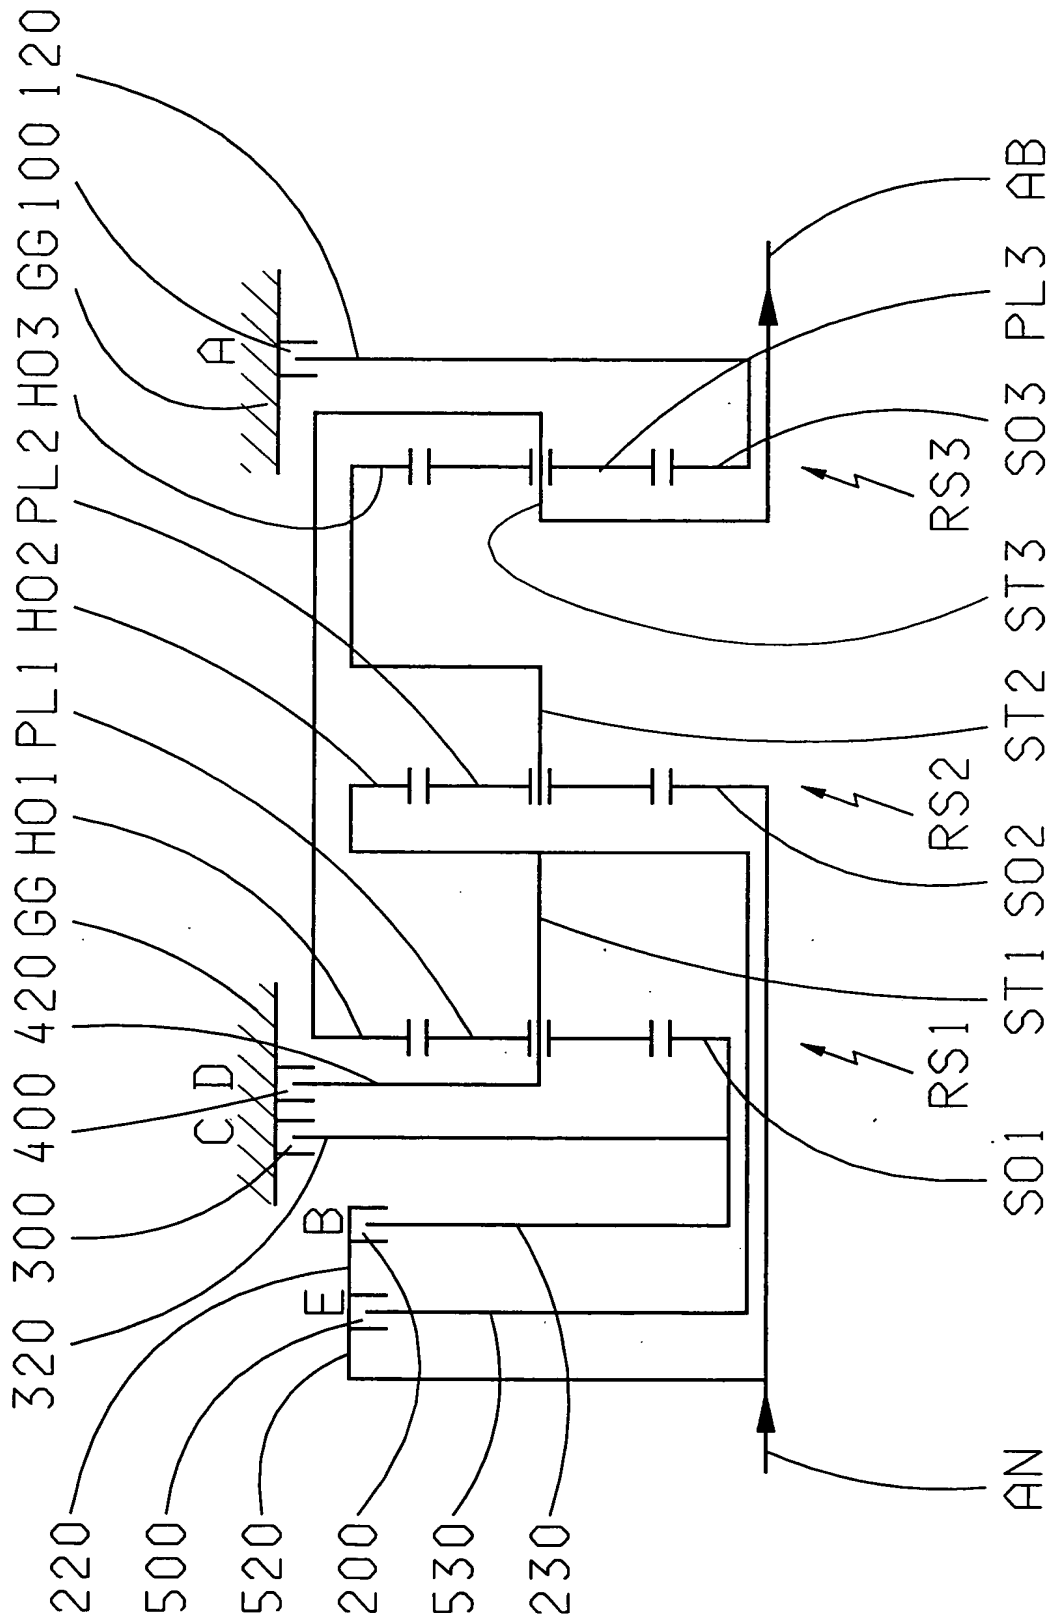 320 300 400 420 GG HO1 PL1 HO2 PL2 HO3 GG 100 120
C D A
220 E B
500
520
200
530
230
RS1 RS2 RS3
AN SO1 ST1 SO2 ST2 ST3 SO3 PL3 AB